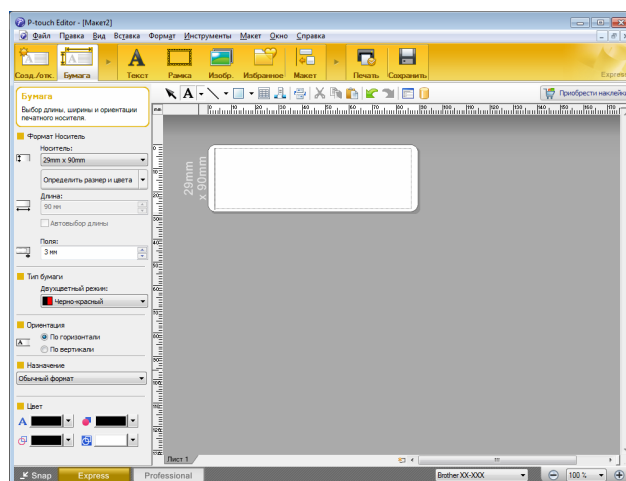 P-touch Editor - [Макет2]
Файл Правка Вид Вставка Формат Инструменты Макет Окно Справка
Созд./отк. Бумага Текст Рамка Изобр. Избранное Макет Печать Сохранить Express
Бумага
Выбор длины, ширины и ориентации
печатного носителя.
Приобрести наклейк
Формат Носитель
Носитель:
29mm x 90mm
Определить размер и цвета
Длина:
90 мм
Автовыбор длины
Поля:
3 мм
Тип бумаги
Двухцветный режим:
Черно-красный
Ориентация
По горизонтали
По вертикали
Назначение
Обычный формат
Цвет
29mm
x 90mm
Лист 1
Snap Express Professional Brother XX-XXX 100 %